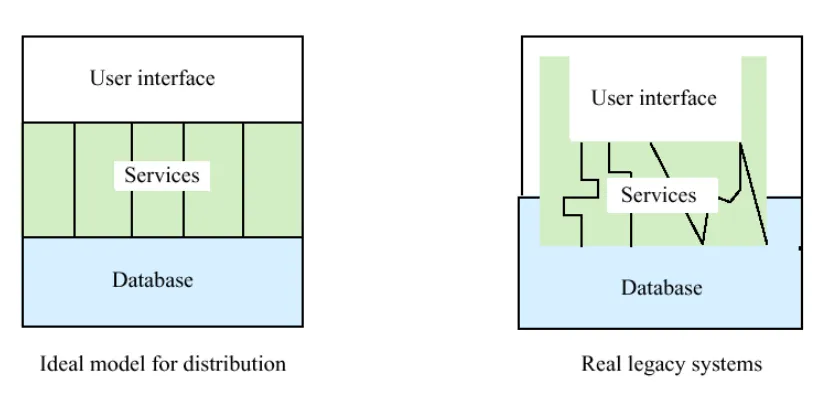 User interface
Services
Database
Ideal model for distribution
User interface
Services
Database
Real legacy systems